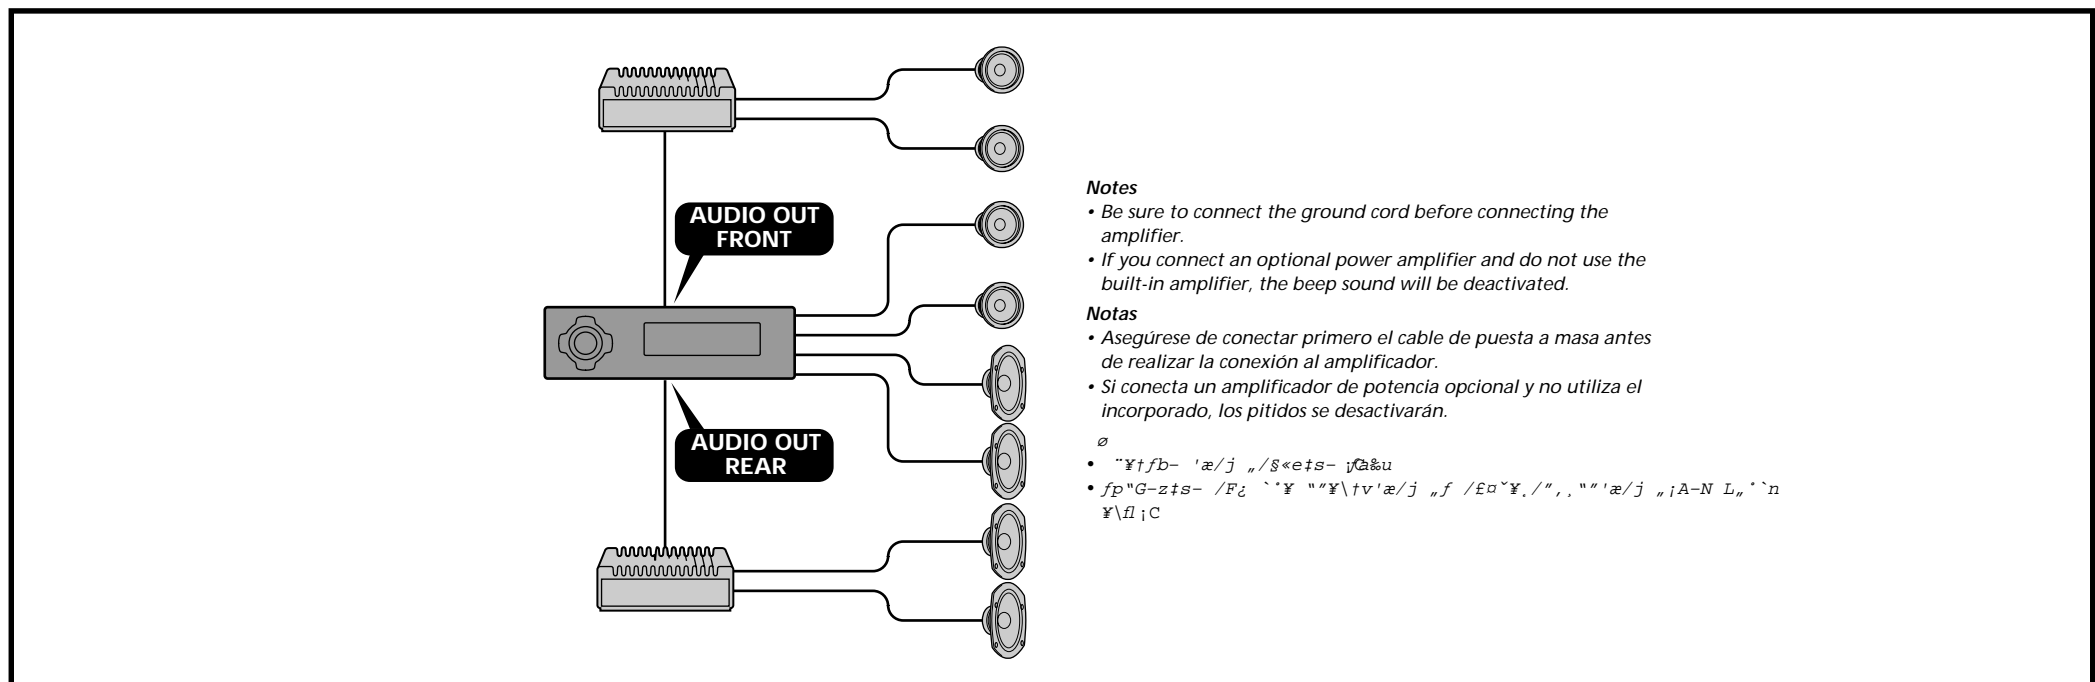 AUDIO OUT
FRONT
AUDIO OUT
REAR
Notes
• Be sure to connect the ground cord before connecting the
amplifier.
• If you connect an optional power amplifier and do not use the
built-in amplifier, the beep sound will be deactivated.
Notas
• Asegúrese de conectar primero el cable de puesta a masa antes
de realizar la conexión al amplificador.
• Si conecta un amplificador de potencia opcional y no utiliza el
incorporado, los pitidos se desactivarán.